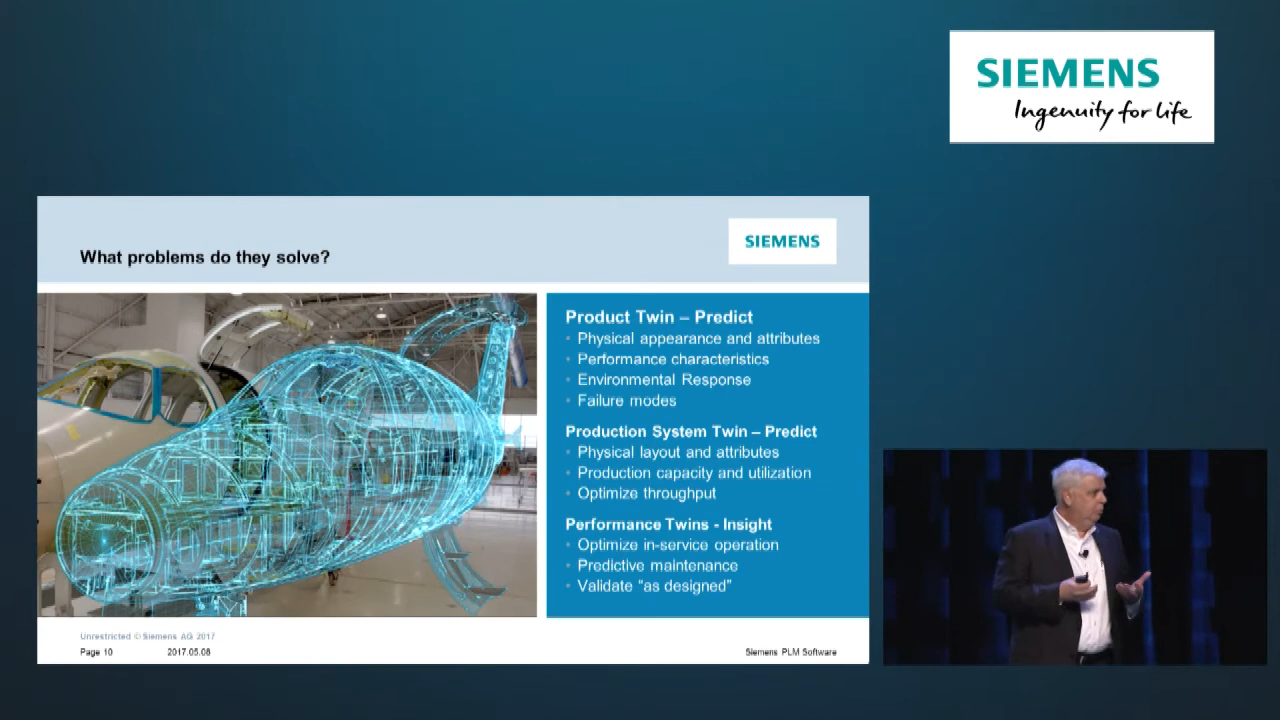 SIEMENS
Ingenuity for life
What problems do they solve?
SIEMENS
Product Twin – Predict
• Physical appearance and attributes
• Performance characteristics
• Environmental Response
• Failure modes
Production System Twin – Predict
• Physical layout and attributes
• Production capacity and utilization
• Optimize throughput
Performance Twins - Insight
• Optimize in-service operation
• Predictive maintenance
• Validate “as designed”
Unrestricted © Siemens AG 2017
Page 10 2017.05.08 Siemens PLM Software